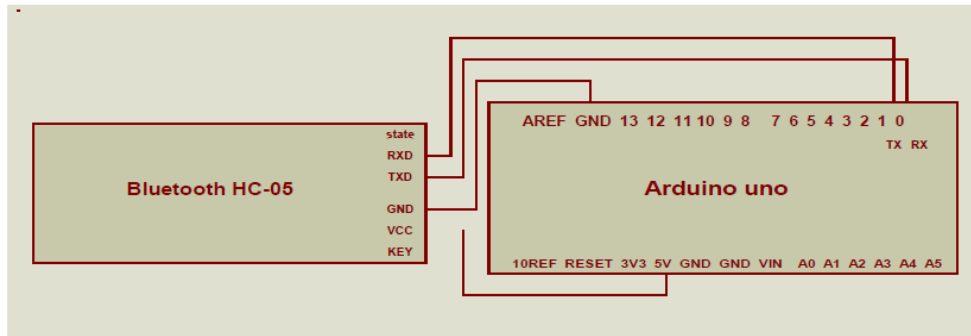 state
RXD
TXD
GND
VCC
KEY
Bluetooth HC-05
AREF GND 13 12 11 10 9 8 7 6 5 4 3 2 1 0
TX RX
Arduino uno
10REF RESET 3V3 5V GND GND VIN A0 A1 A2 A3 A4 A5